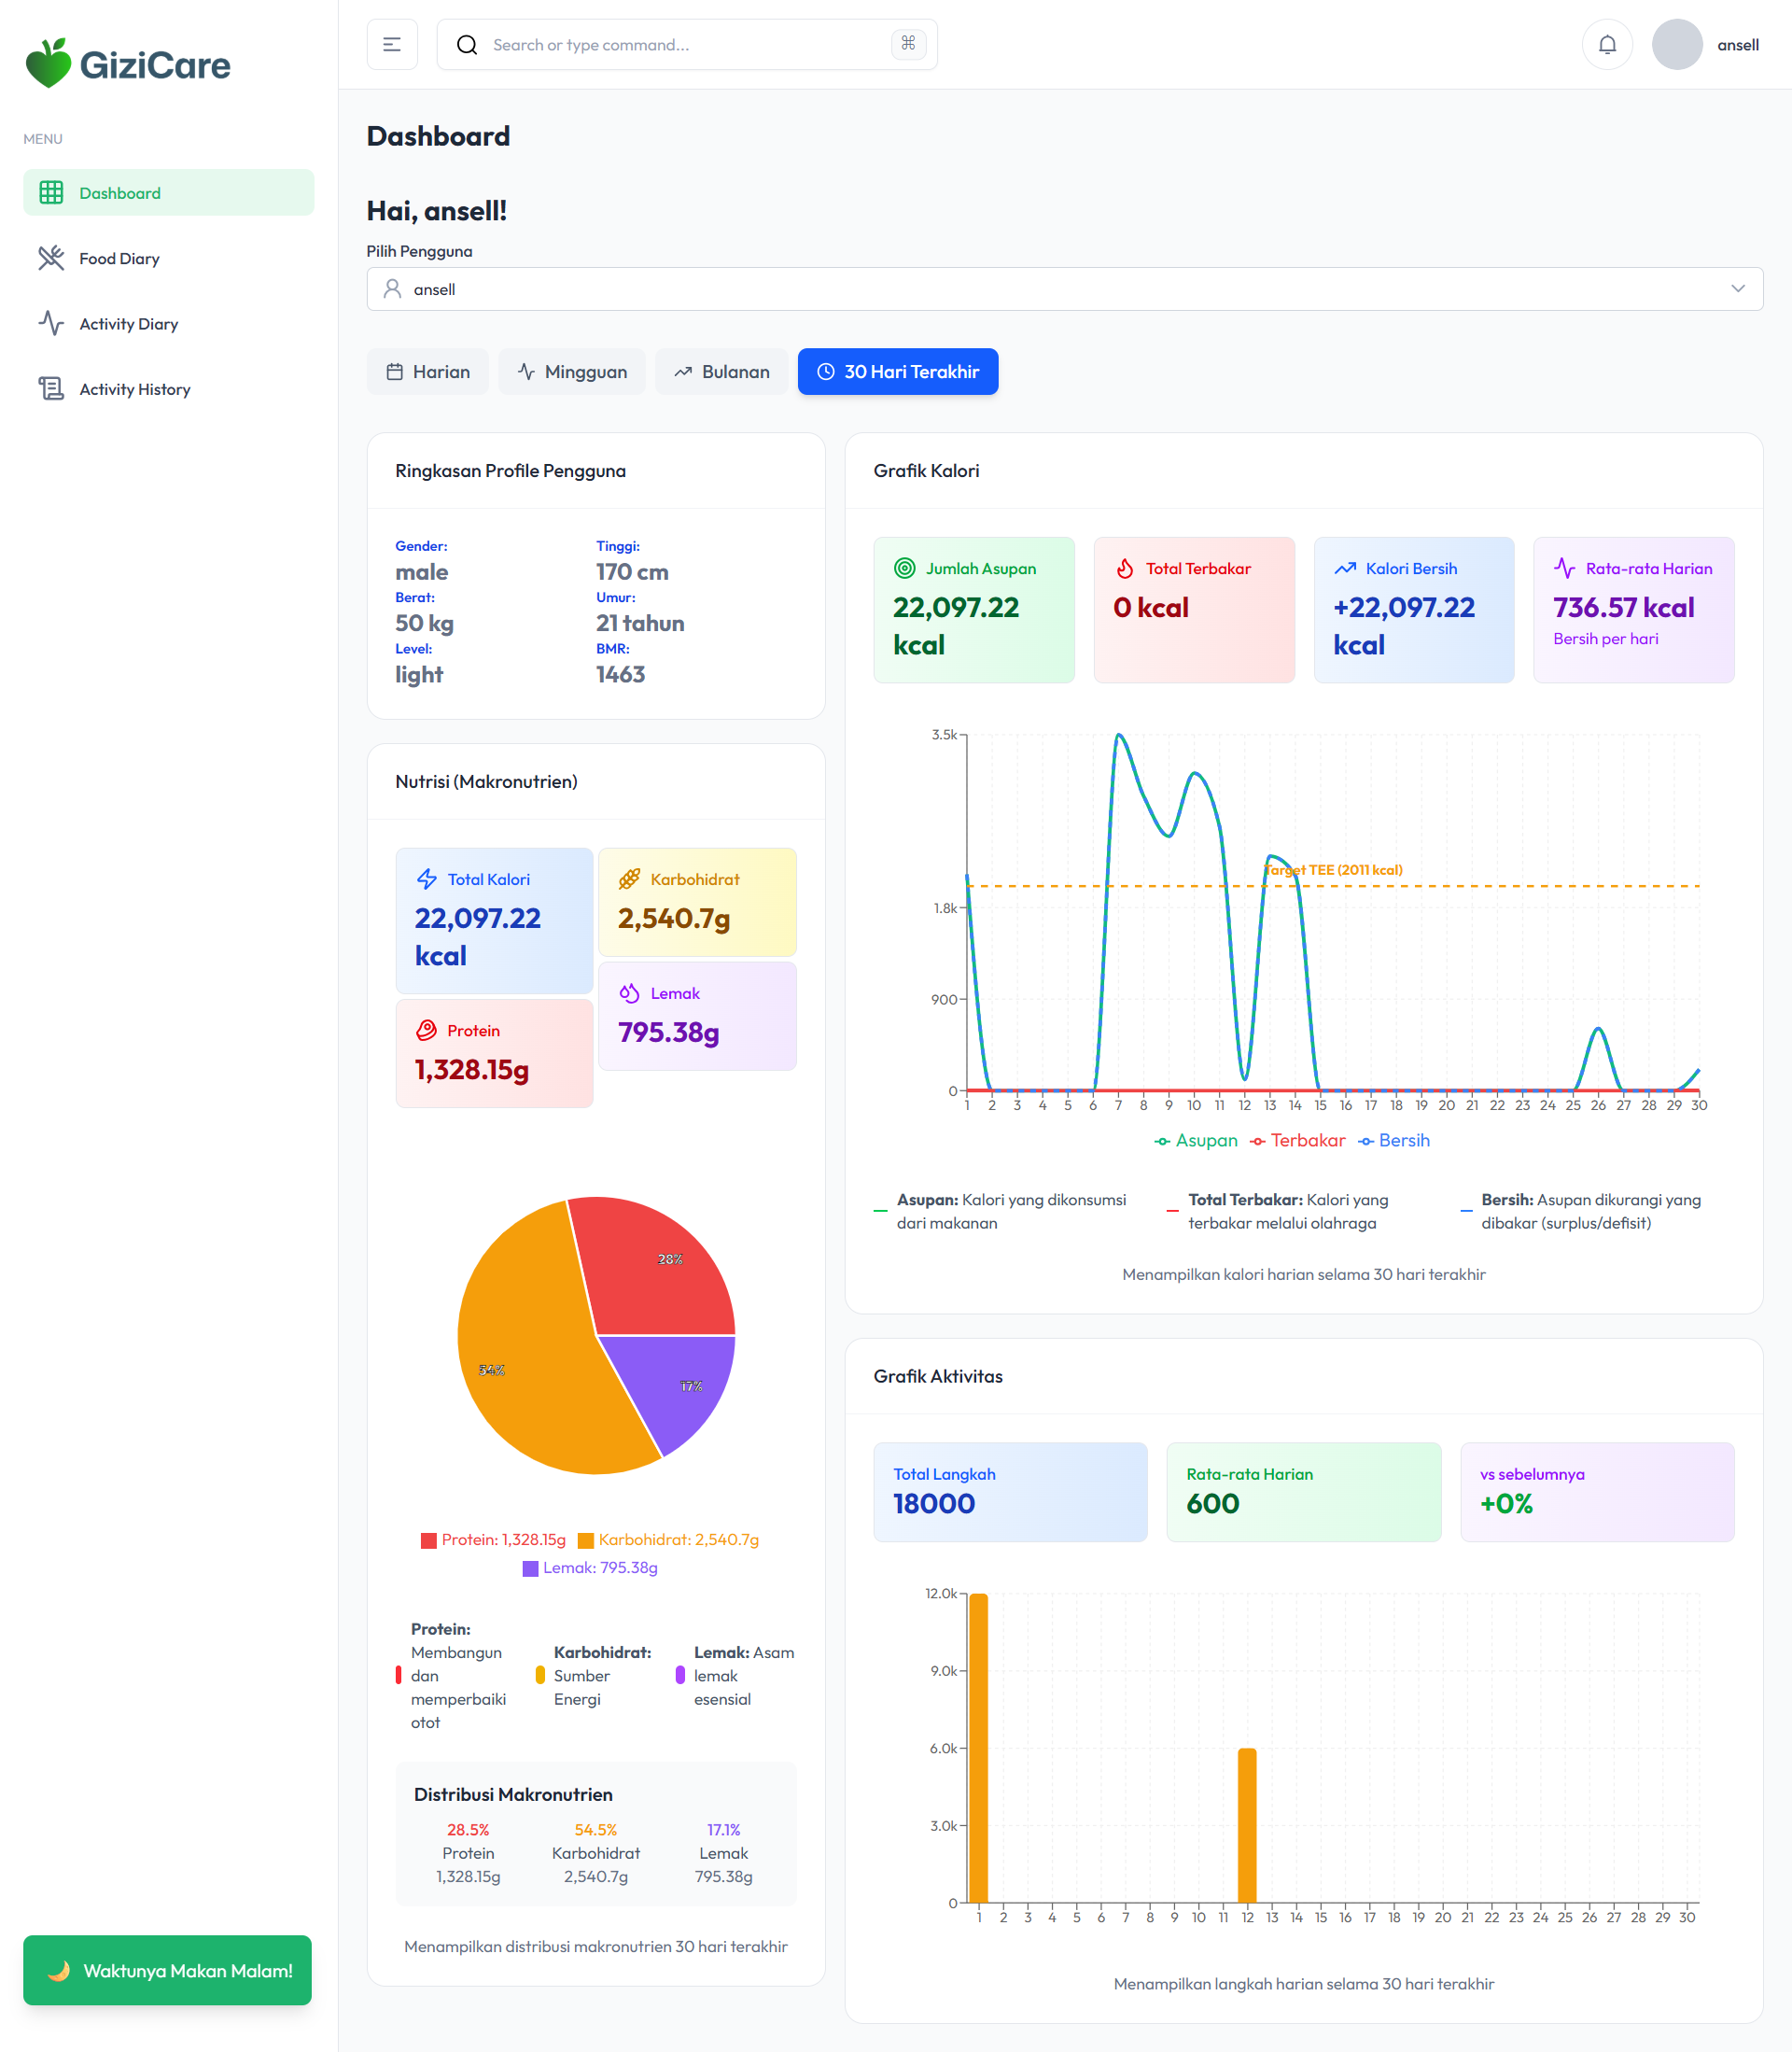 GiziCare
Search or type command...
⌘
ansell
MENU
Dashboard
Food Diary
Activity Diary
Activity History
Waktunya Makan Malam!
Dashboard
Hai, ansell!
Pilih Pengguna
ansell
Harian
Mingguan
Bulanan
30 Hari Terakhir
Ringkasan Profile Pengguna
Gender:
male
Tinggi:
170 cm
Berat:
50 kg
Umur:
21 tahun
Level:
light
BMR:
1463
Nutrisi (Makronutrien)
Total Kalori
22,097.22
kcal
Karbohidrat
2,540.7g
Protein
1,328.15g
Lemak
795.38g
28%
54%
17%
Protein: 1,328.15g Karbohidrat: 2,540.7g
Lemak: 795.38g
Protein:
Membangun
dan
memperbaiki
otot
Karbohidrat:
Sumber
Energi
Lemak: Asam
lemak
esensial
Distribusi Makronutrien
28.5% 54.5% 17.1%
Protein Karbohidrat Lemak
1,328.15g 2,540.7g 795.38g
Menampilkan distribusi makronutrien 30 hari terakhir
Grafik Kalori
Jumlah Asupan
22,097.22
kcal
Total Terbakar
0 kcal
Kalori Bersih
+22,097.22
kcal
Rata-rata Harian
736.57 kcal
Bersih per hari
3.5k
Target TEE (2011 kcal)
1.8k
900
0
1 2 3 4 5 6 7 8 9 10 11 12 13 14 15 16 17 18 19 20 21 22 23 24 25 26 27 28 29 30
Asupan Terbakar Bersih
Asupan: Kalori yang dikonsumsi
dari makanan
Total Terbakar: Kalori yang
terbakar melalui olahraga
Bersih: Asupan dikurangi yang
dibakar (surplus/defisit)
Menampilkan kalori harian selama 30 hari terakhir
Grafik Aktivitas
Total Langkah
18000
Rata-rata Harian
600
vs sebelumnya
+0%
12.0k
9.0k
6.0k
3.0k
0
1 2 3 4 5 6 7 8 9 10 11 12 13 14 15 16 17 18 19 20 21 22 23 24 25 26 27 28 29 30
Menampilkan langkah harian selama 30 hari terakhir